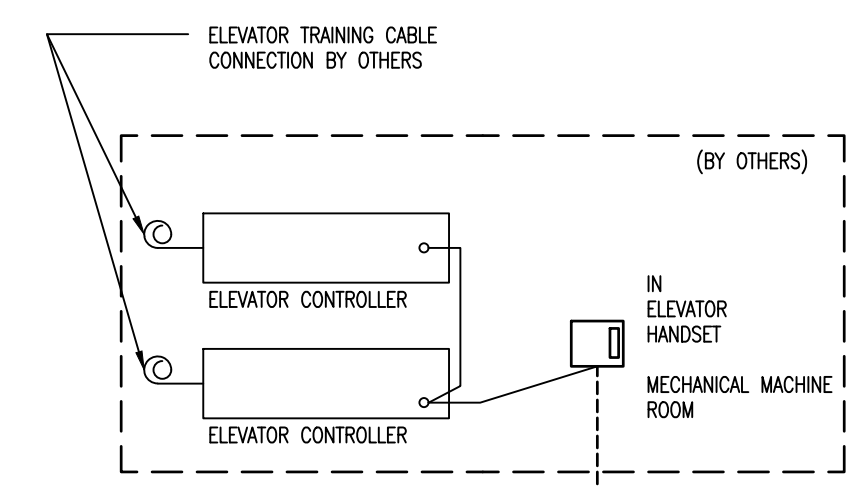 ELEVATOR TRAINING CABLE
CONNECTION BY OTHERS
(BY OTHERS)
ELEVATOR CONTROLLER
IN
ELEVATOR
HANDSET
MECHANICAL MACHINE
ROOM
ELEVATOR CONTROLLER